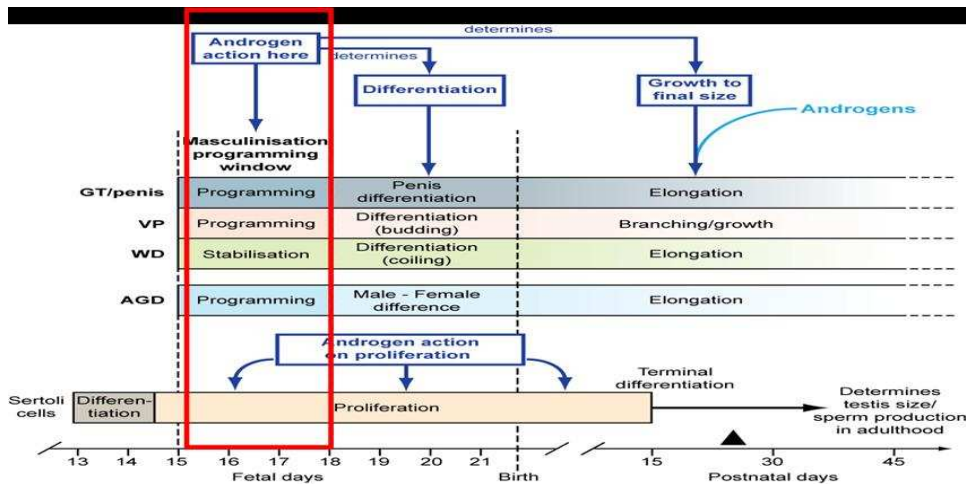 determines
Androgen
action here
determines
Differentiation
Growth to
final size
Androgens
Masculinisation
programming
window
GT/penis
Programming
Penis
differentiation
Elongation
VP
Programming
Differentiation
(budding)
Branching/growth
WD
Stabilisation
Differentiation
(coiling)
Elongation
AGD
Programming
Male - Female
difference
Elongation
Androgen action
on proliferation
Terminal
differentiation
Sertoli
cells
Differen-
tiation
Proliferation
Determines
testis size/
sperm production
in adulthood
13 14 15 16 17 18 19 20 21 15 30 45
Fetal days Birth Postnatal days